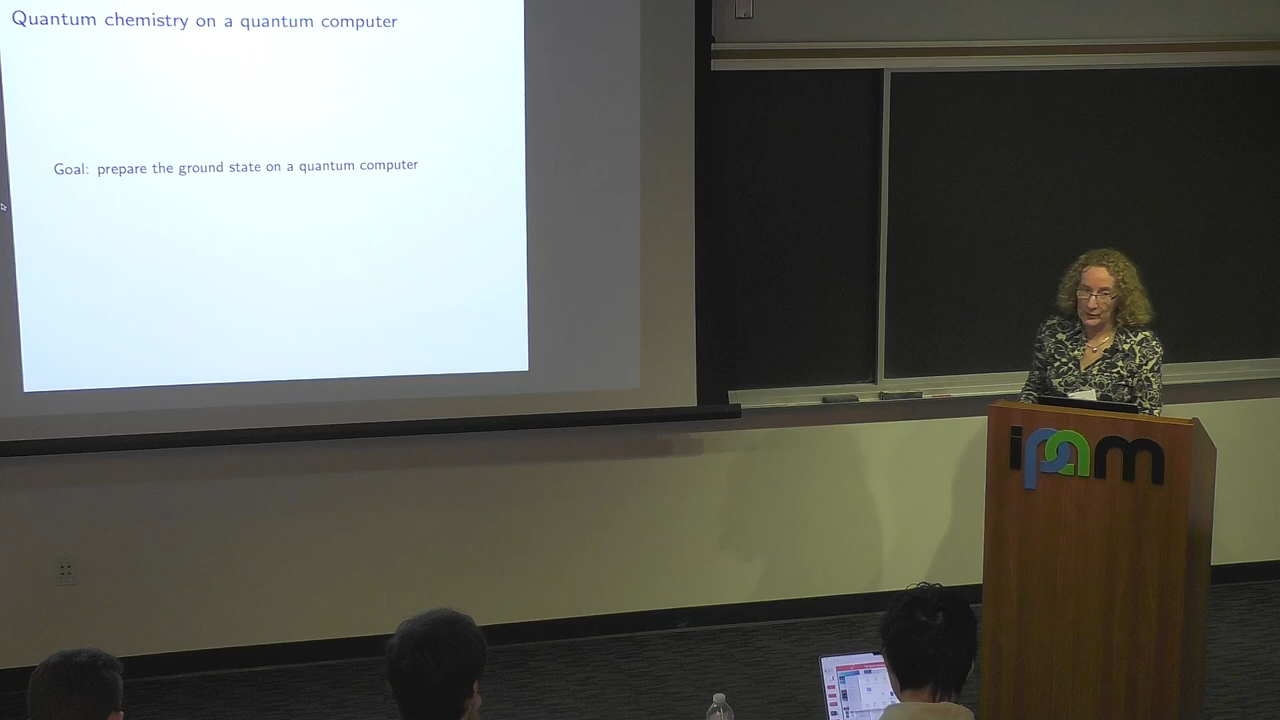 Quantum chemistry on a quantum computer
Goal: prepare the ground state on a quantum computer
ipam